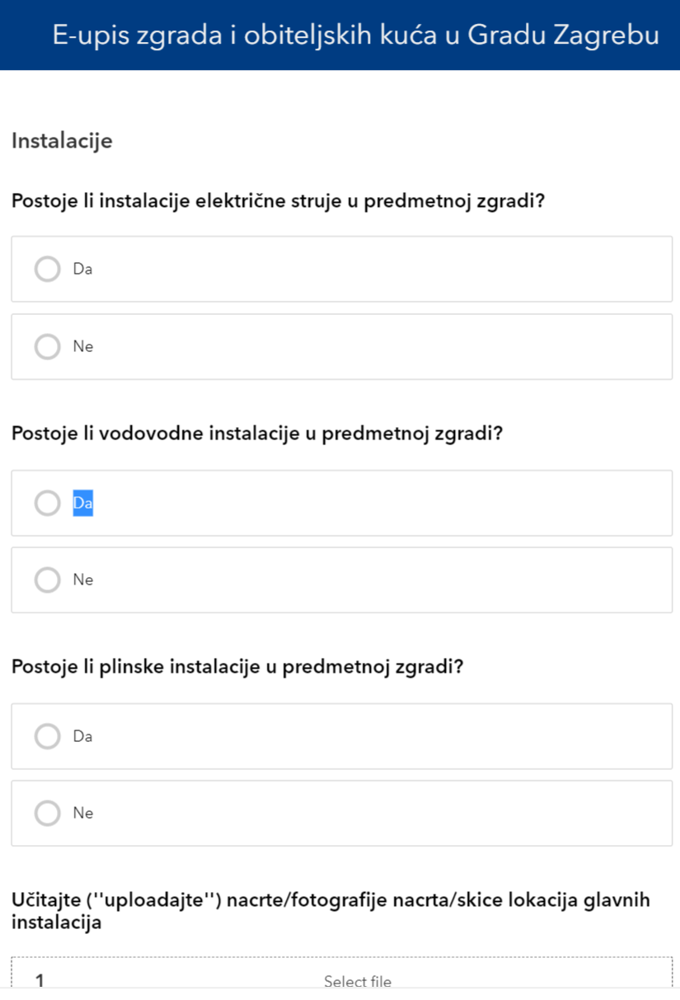 E-upis zgrada i obiteljskih kuća u Gradu Zagrebu
Instalacije
Postoje li instalacije električne struje u predmetnoj zgradi?
Da
Ne
Postoje li vodovodne instalacije u predmetnoj zgradi?
Da
Ne
Postoje li plinske instalacije u predmetnoj zgradi?
Da
Ne
Učitajte (''uploadajte'') nacrte/fotografije nacrta/skice lokacija glavnih
instalacija
1 Select file